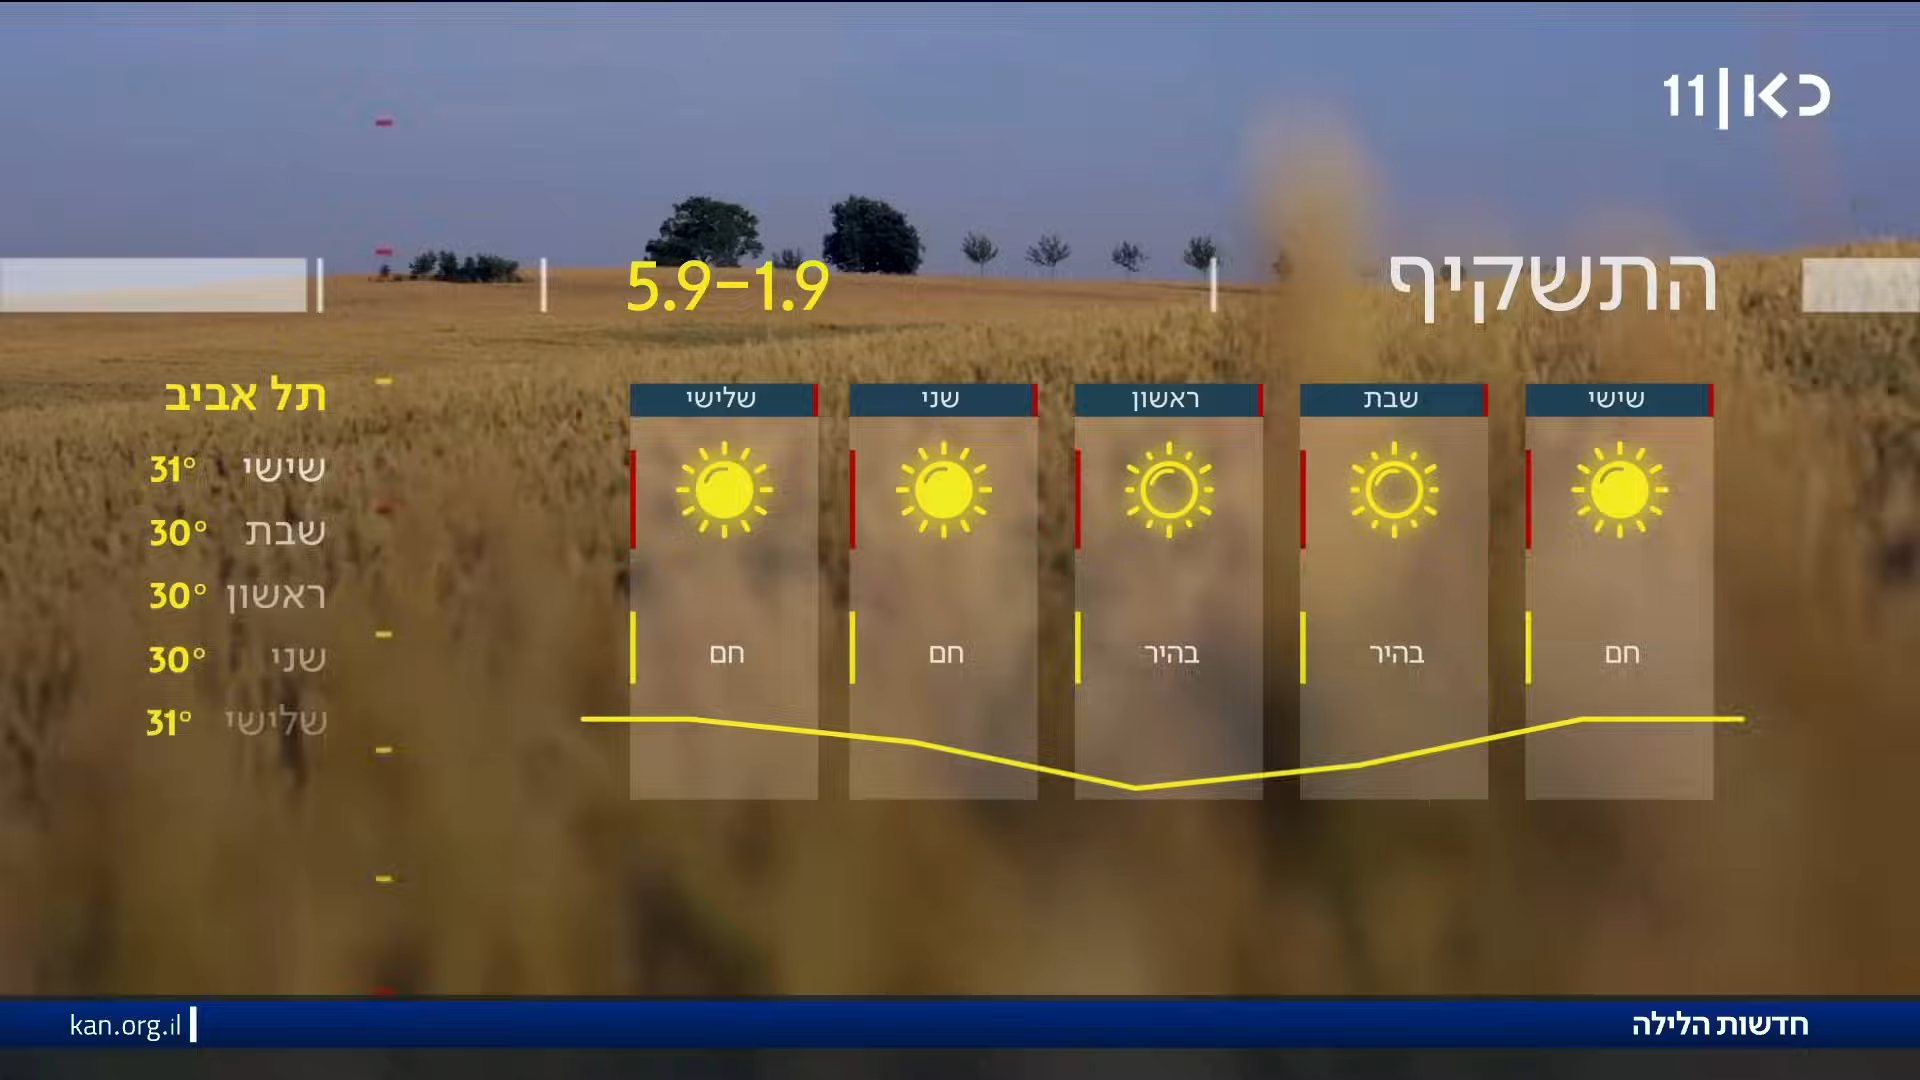 כאן|11
התשקיף
5.9–1.9
שישי
שבת
ראשון
שני
שלישי
חם
בהיר
בהיר
חם
חם
תל אביב
שישי 31°
שבת 30°
ראשון 30°
שני 30°
שלישי 31°
חדשות הלילה
kan.org.il